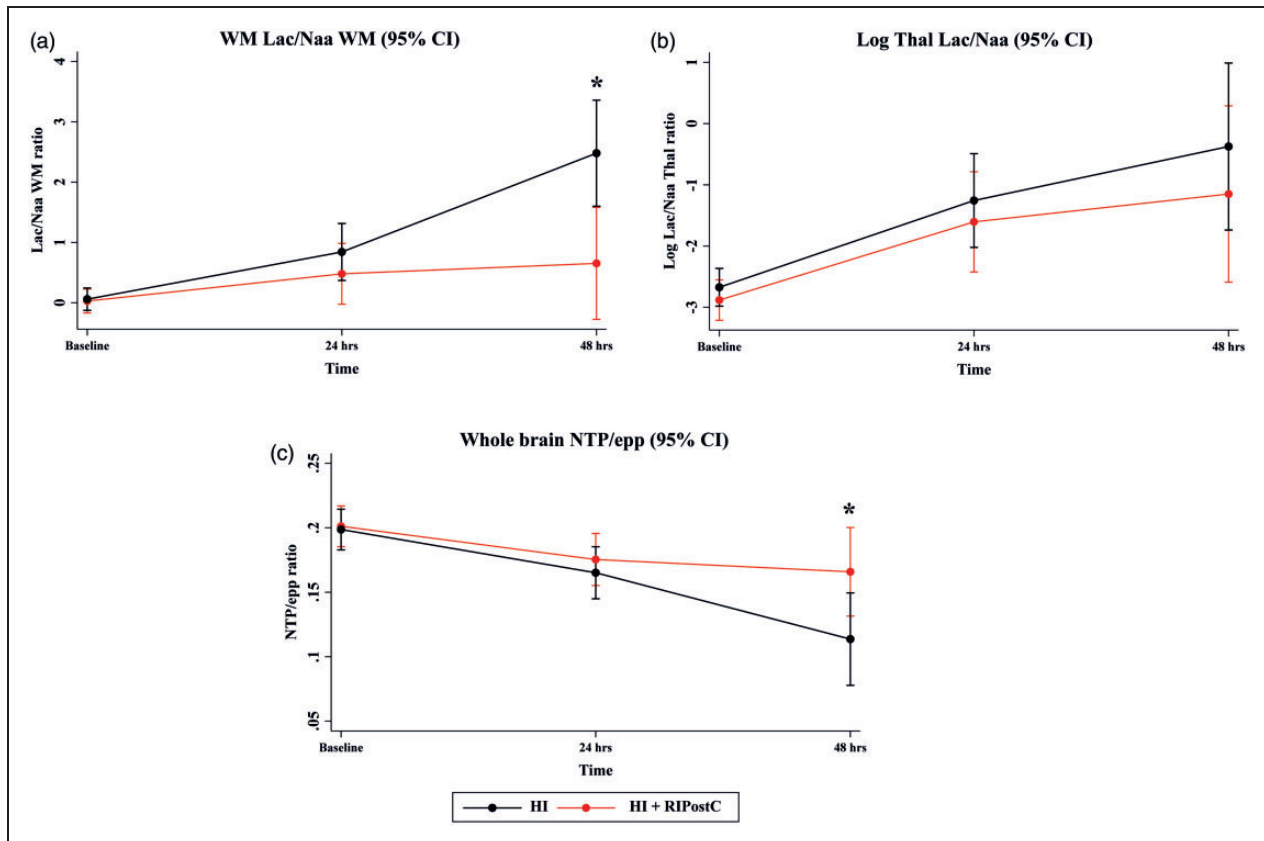 (a)
WM Lac/Naa WM (95% CI)
Lac/Naa WM ratio
4
3
2
1
0
*
Baseline
24 hrs
48 hrs
Time
(b)
Log Thal Lac/Naa (95% CI)
Log Lac/Naa Thal ratio
1
0
-1
-2
-3
Baseline
24 hrs
48 hrs
Time
(c)
Whole brain NTP/epp (95% CI)
NTP/epp ratio
.25
.2
.15
.1
.05
*
Baseline
24 hrs
48 hrs
Time
HI
HI + RIPostC